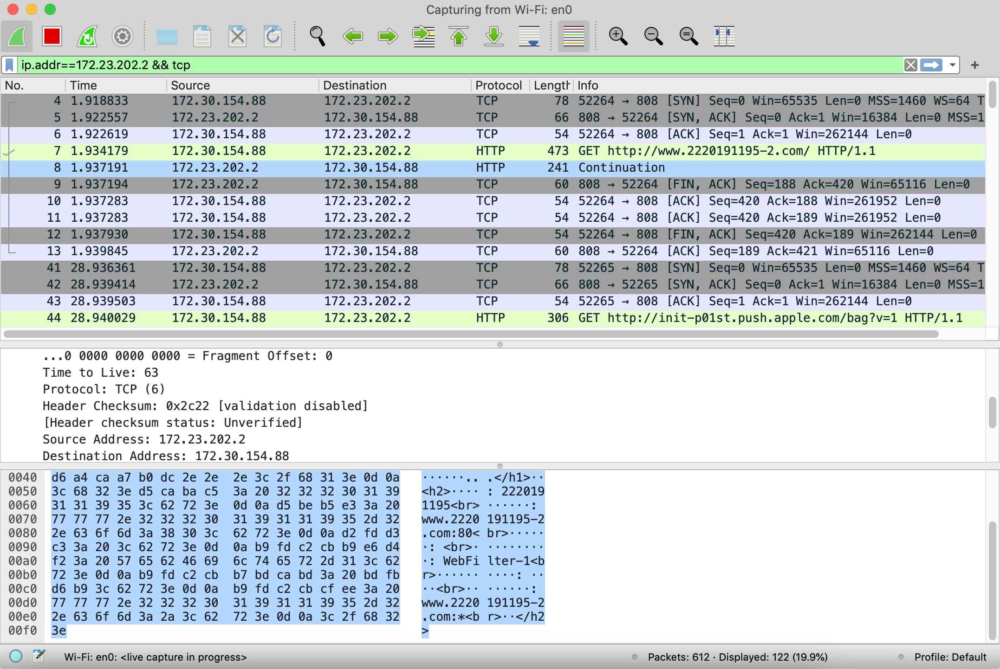 Capturing from Wi-Fi: en0
ip.addr==172.23.202.2 && tcp
No. Time Source Destination Protocol Length Info
4 1.918833 172.30.154.88 172.23.202.2 TCP 78 52264 → 808 [SYN] Seq=0 Win=65535 Len=0 MSS=1460 WS=64 T
5 1.922557 172.23.202.2 172.30.154.88 TCP 66 808 → 52264 [SYN, ACK] Seq=0 Ack=1 Win=16384 Len=0 MSS=1
6 1.922619 172.30.154.88 172.23.202.2 TCP 54 52264 → 808 [ACK] Seq=1 Ack=1 Win=262144 Len=0
7 1.934179 172.30.154.88 172.23.202.2 HTTP 473 GET http://www.2220191195-2.com/ HTTP/1.1
8 1.937191 172.23.202.2 172.30.154.88 HTTP 241 Continuation
9 1.937194 172.23.202.2 172.30.154.88 TCP 60 808 → 52264 [FIN, ACK] Seq=188 Ack=420 Win=65116 Len=0
10 1.937283 172.30.154.88 172.23.202.2 TCP 54 52264 → 808 [ACK] Seq=420 Ack=188 Win=261952 Len=0
11 1.937283 172.30.154.88 172.23.202.2 TCP 54 52264 → 808 [ACK] Seq=420 Ack=189 Win=261952 Len=0
12 1.937930 172.30.154.88 172.23.202.2 TCP 54 52264 → 808 [FIN, ACK] Seq=420 Ack=189 Win=262144 Len=0
13 1.939845 172.23.202.2 172.30.154.88 TCP 60 808 → 52264 [ACK] Seq=189 Ack=421 Win=65116 Len=0
41 28.936361 172.30.154.88 172.23.202.2 TCP 78 52265 → 808 [SYN] Seq=0 Win=65535 Len=0 MSS=1460 WS=64 T
42 28.939414 172.23.202.2 172.30.154.88 TCP 66 808 → 52265 [SYN, ACK] Seq=0 Ack=1 Win=16384 Len=0 MSS=1
43 28.939503 172.30.154.88 172.23.202.2 TCP 54 52265 → 808 [ACK] Seq=1 Ack=1 Win=262144 Len=0
44 28.940029 172.30.154.88 172.23.202.2 HTTP 306 GET http://init-p01st.push.apple.com/bag?v=1 HTTP/1.1
...0 0000 0000 0000 = Fragment Offset: 0
Time to Live: 63
Protocol: TCP (6)
Header Checksum: 0x2c22 [validation disabled]
[Header checksum status: Unverified]
Source Address: 172.23.202.2
Destination Address: 172.30.154.88
0040 d6 a4 ca a7 b0 dc 2e 2e 2e 3c 2f 68 31 3e 0d 0a ······.. .</h1>··
0050 3c 68 32 3e d5 ca ba c5 3a 20 32 32 32 30 31 39 <h2>···· : 222019
0060 31 31 39 35 3c 62 72 3e 0d 0a d5 be b5 e3 3a 20 1195<br> ······:
0070 77 77 77 2e 32 32 32 30 31 39 31 31 39 35 2d 32 www.2220 191195-2
0080 2e 63 6f 6d 3a 38 30 3c 62 72 3e 0d 0a d2 fd d3 .com:80< br>·····
0090 c3 3a 20 3c 62 72 3e 0d 0a b9 fd c2 cb b9 e6 d4 ·: <br>· ········
00a0 f2 3a 20 57 65 62 46 69 6c 74 65 72 2d 31 3c 62 ·: WebFi lter-1<b
00b0 72 3e 0d 0a b9 fd c2 cb b7 bd ca bd 3a 20 bd fb r>······ ····: ··
00c0 d6 b9 3c 62 72 3e 0d 0a b9 fd c2 cb cf ee 3a 20 ··<br>·· ······:
00d0 77 77 77 2e 32 32 32 30 31 39 31 31 39 35 2d 32 www.2220 191195-2
00e0 2e 63 6f 6d 3a 2a 3c 62 72 3e 0d 0a 3c 2f 68 32 .com:*<b r>··</h2
00f0 3e >
Wi-Fi: en0: <live capture in progress> Packets: 612 · Displayed: 122 (19.9%) Profile: Default